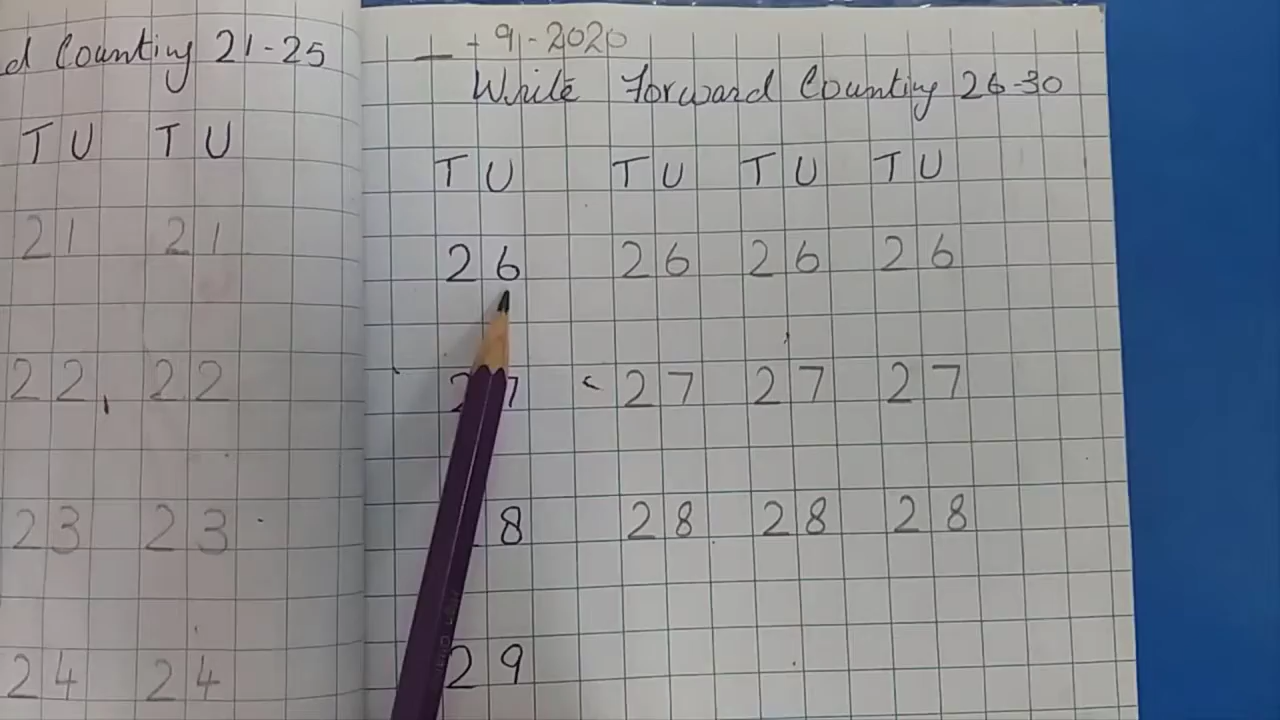 d Counting 21-25
T U T U
21 21
22, 22
23 23
24 24
- 9-2020
Write Forward Counting 26-30
T U T U T U T U
26 26 26 26
27 27 27 27
8 28 28 28
29